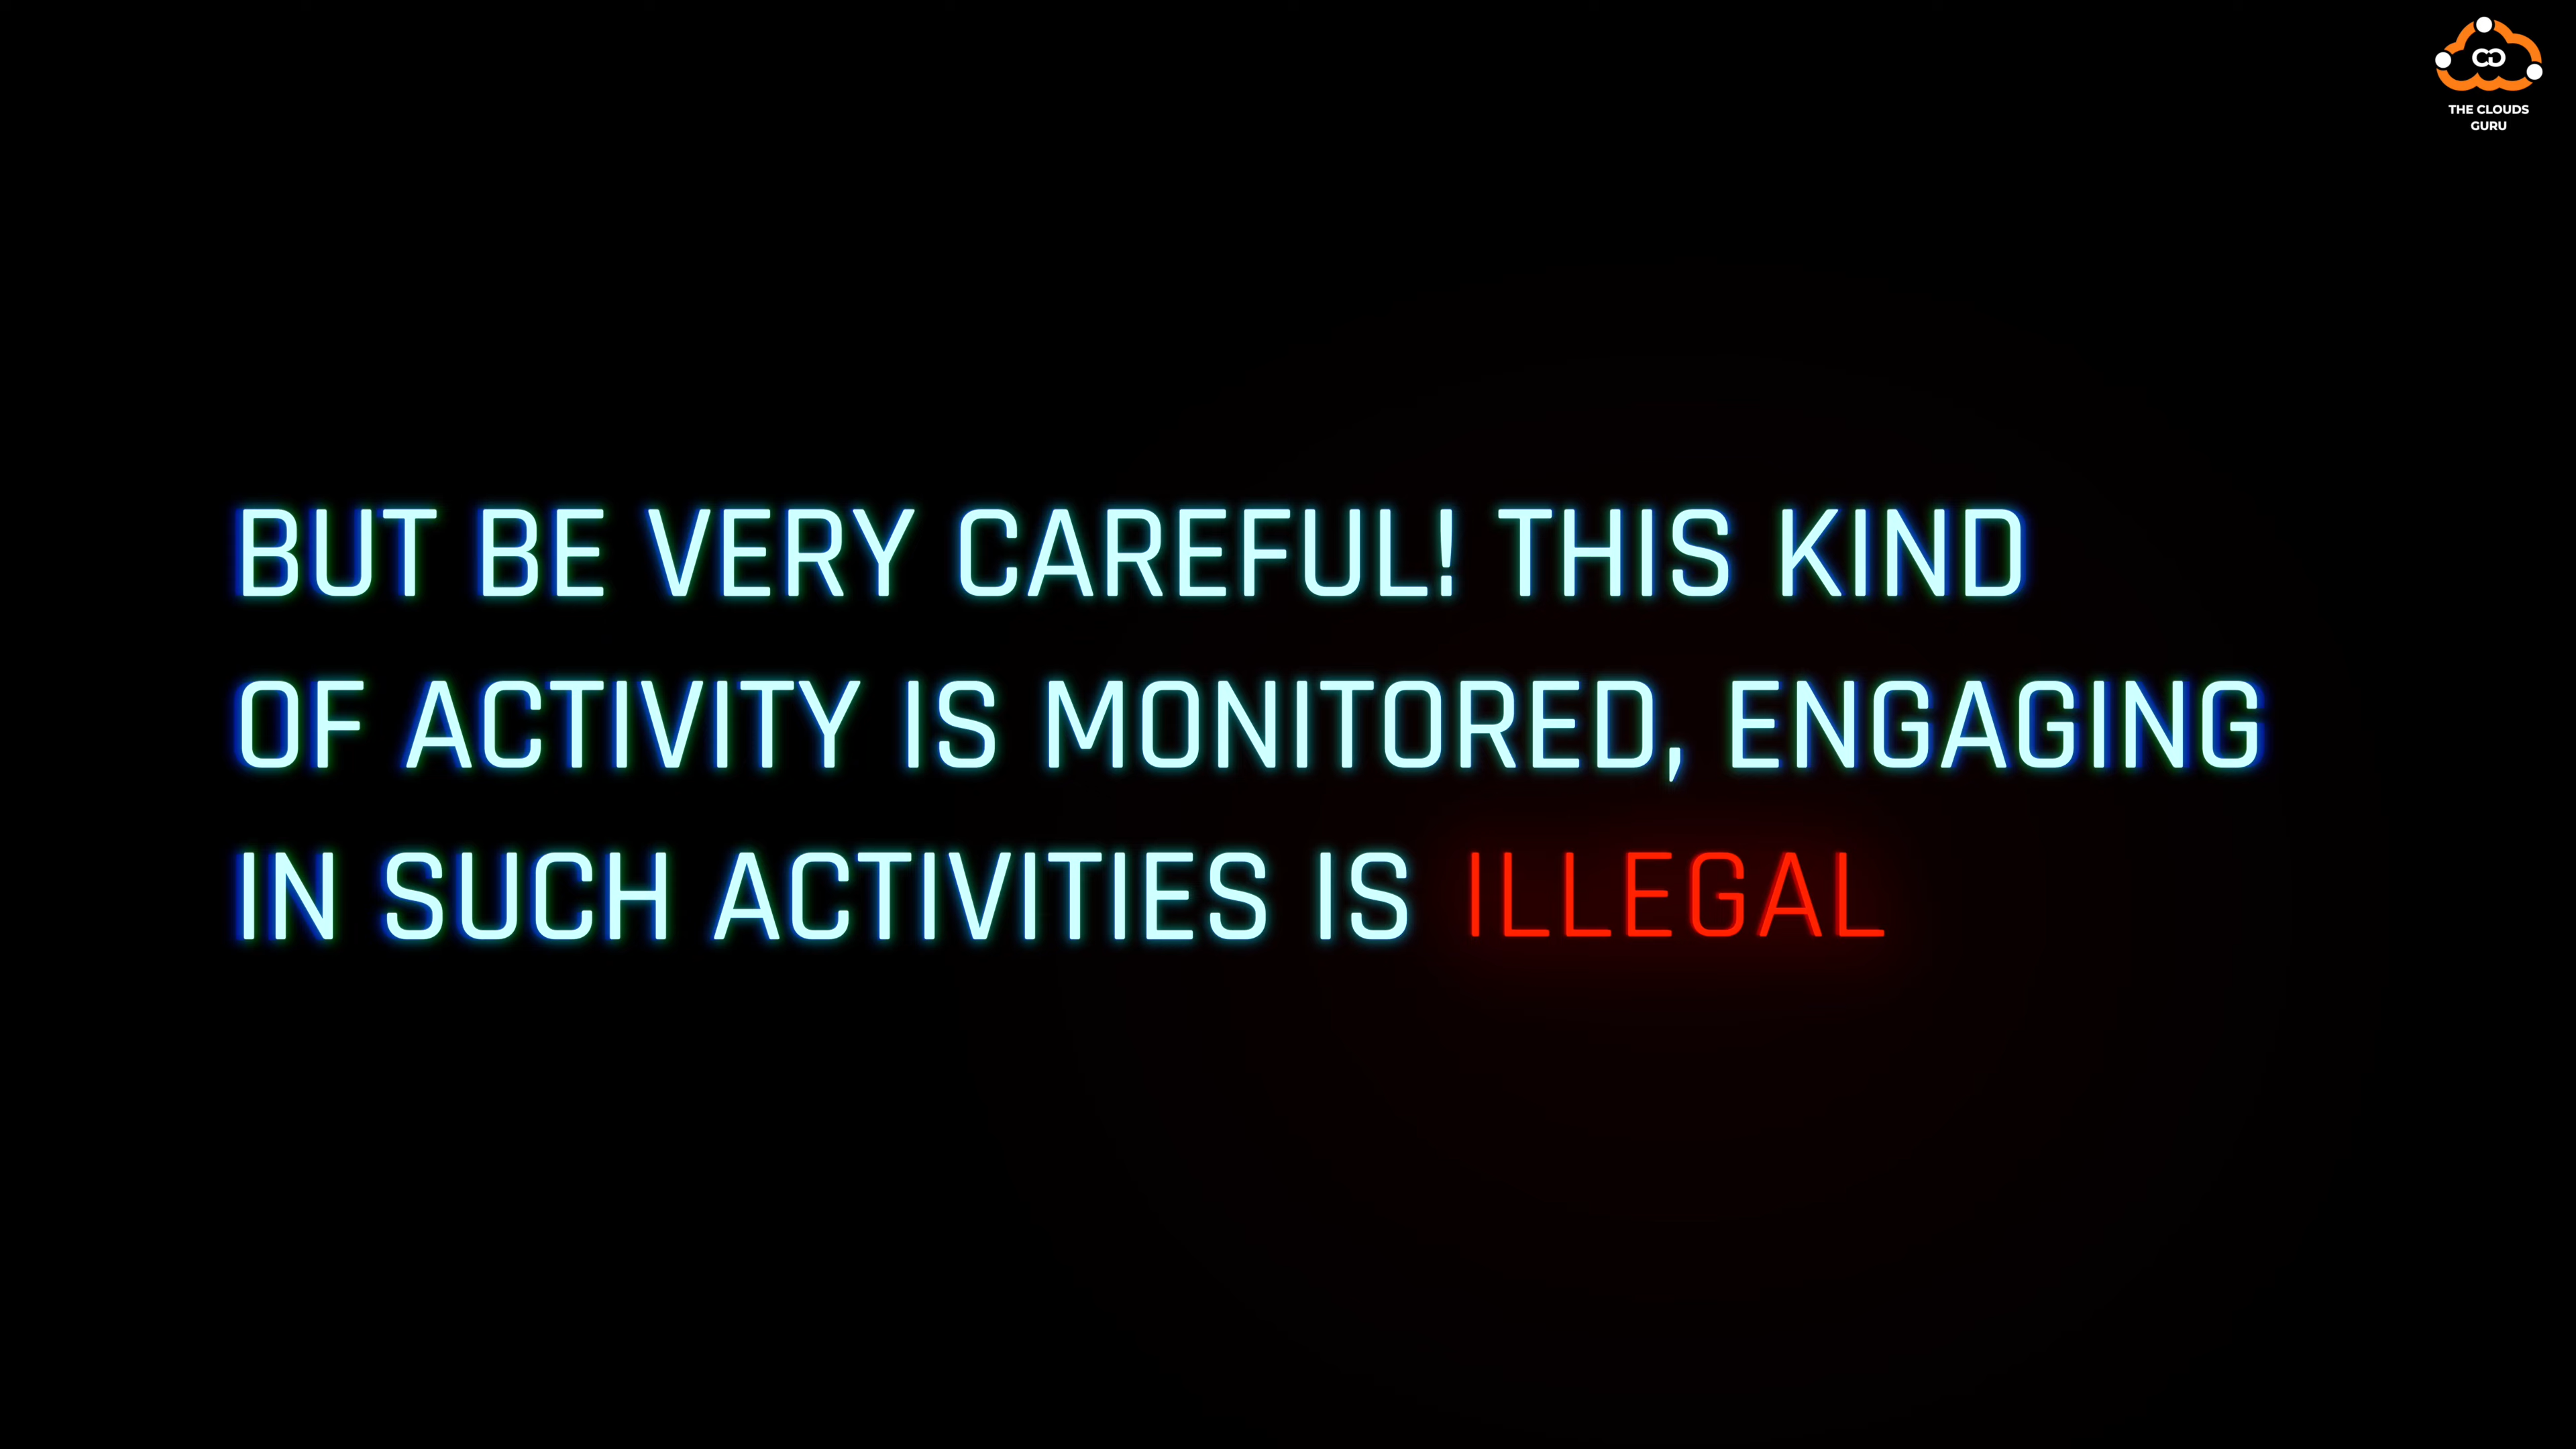 CG
THE CLOUDS
GURU
BUT BE VERY CAREFUL! THIS KIND
OF ACTIVITY IS MONITORED, ENGAGING
IN SUCH ACTIVITIES IS ILLEGAL